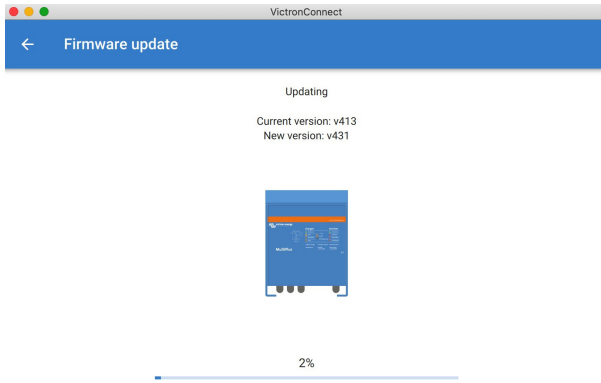 VictronConnect
Firmware update
Updating
Current version: v413
New version: v431
MultiPlus
2%